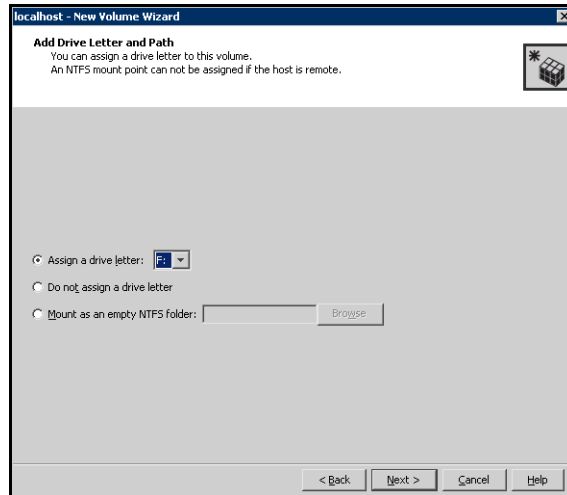 localhost - New Volume Wizard
Add Drive Letter and Path
You can assign a drive letter to this volume.
An NTFS mount point can not be assigned if the host is remote.
Assign a drive letter: F:
Do not assign a drive letter
Mount as an empty NTFS folder: Browse
< Back Next > Cancel Help